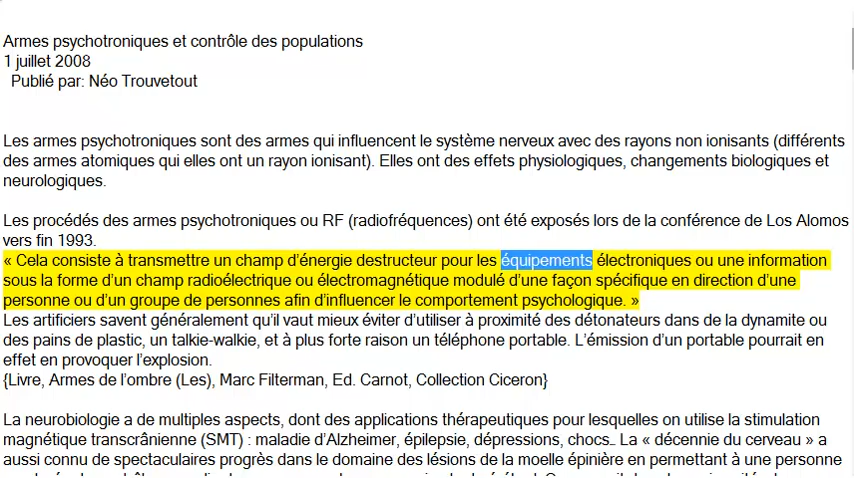 Armes psychotroniques et contrôle des populations
1 juillet 2008
Publié par: Néo Trouvetout
Les armes psychotroniques sont des armes qui influencent le système nerveux avec des rayons non ionisants (différents
des armes atomiques qui elles ont un rayon ionisant). Elles ont des effets physiologiques, changements biologiques et
neurologiques.
Les procédés des armes psychotroniques ou RF (radiofréquences) ont été exposés lors de la conférence de Los Alomos
vers fin 1993.
« Cela consiste à transmettre un champ d'énergie destructeur pour les équipements électroniques ou une information
sous la forme d'un champ radioélectrique ou électromagnétique modulé d'une façon spécifique en direction d'une
personne ou d'un groupe de personnes afin d'influencer le comportement psychologique. »
Les artificiers savent généralement qu'il vaut mieux éviter d'utiliser à proximité des détonateurs dans de la dynamite ou
des pains de plastic, un talkie-walkie, et à plus forte raison un téléphone portable. L'émission d'un portable pourrait en
effet en provoquer l'explosion.
{Livre, Armes de l'ombre (Les), Marc Filterman, Ed. Carnot, Collection Ciceron}
La neurobiologie a de multiples aspects, dont des applications thérapeutiques pour lesquelles on utilise la stimulation
magnétique transcrânienne (SMT) : maladie d'Alzheimer, épilepsie, dépressions, chocs… La « décennie du cerveau » a
aussi connu de spectaculaires progrès dans le domaine des lésions de la moelle épinière en permettant à une personne